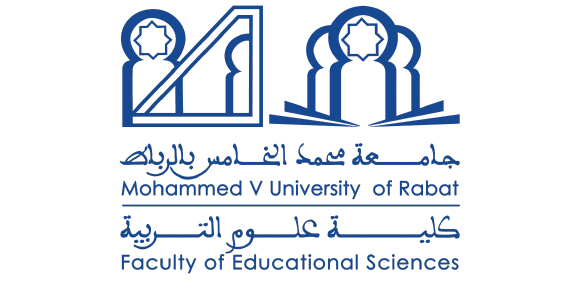 جامعة محمد الخامس بالرباط
Mohammed V University of Rabat
كلية علوم التربية
Faculty of Educational Sciences